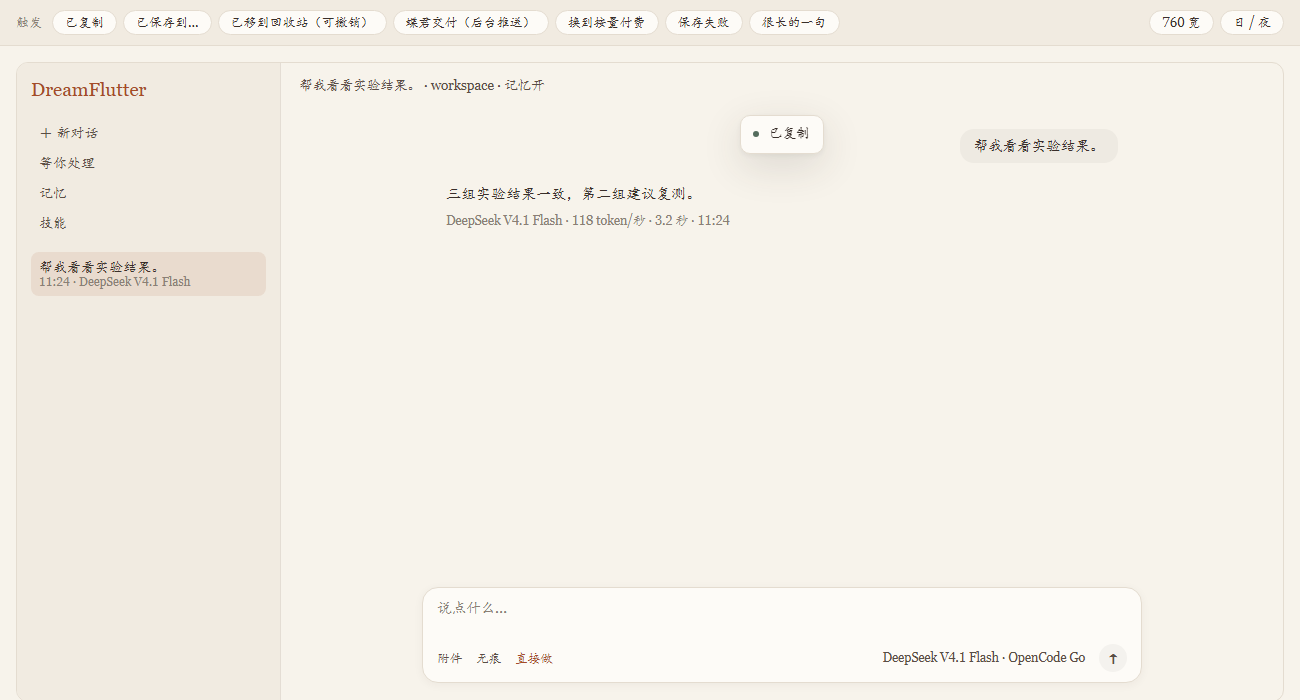 触发 已复制 已保存到... 已移到回收站（可撤销） 蝶君交付（后台推送） 换到按量付费 保存失败 很长的一句 760 宽 日 / 夜
DreamFlutter
＋ 新对话
等你处理
记忆
技能
帮我看看实验结果。
11:24 · DeepSeek V4.1 Flash
帮我看看实验结果。 · workspace · 记忆开
已复制
帮我看看实验结果。
三组实验结果一致，第二组建议复测。
DeepSeek V4.1 Flash · 118 token/秒 · 3.2 秒 · 11:24
说点什么...
附件 无痕 直接做 DeepSeek V4.1 Flash · OpenCode Go ↑